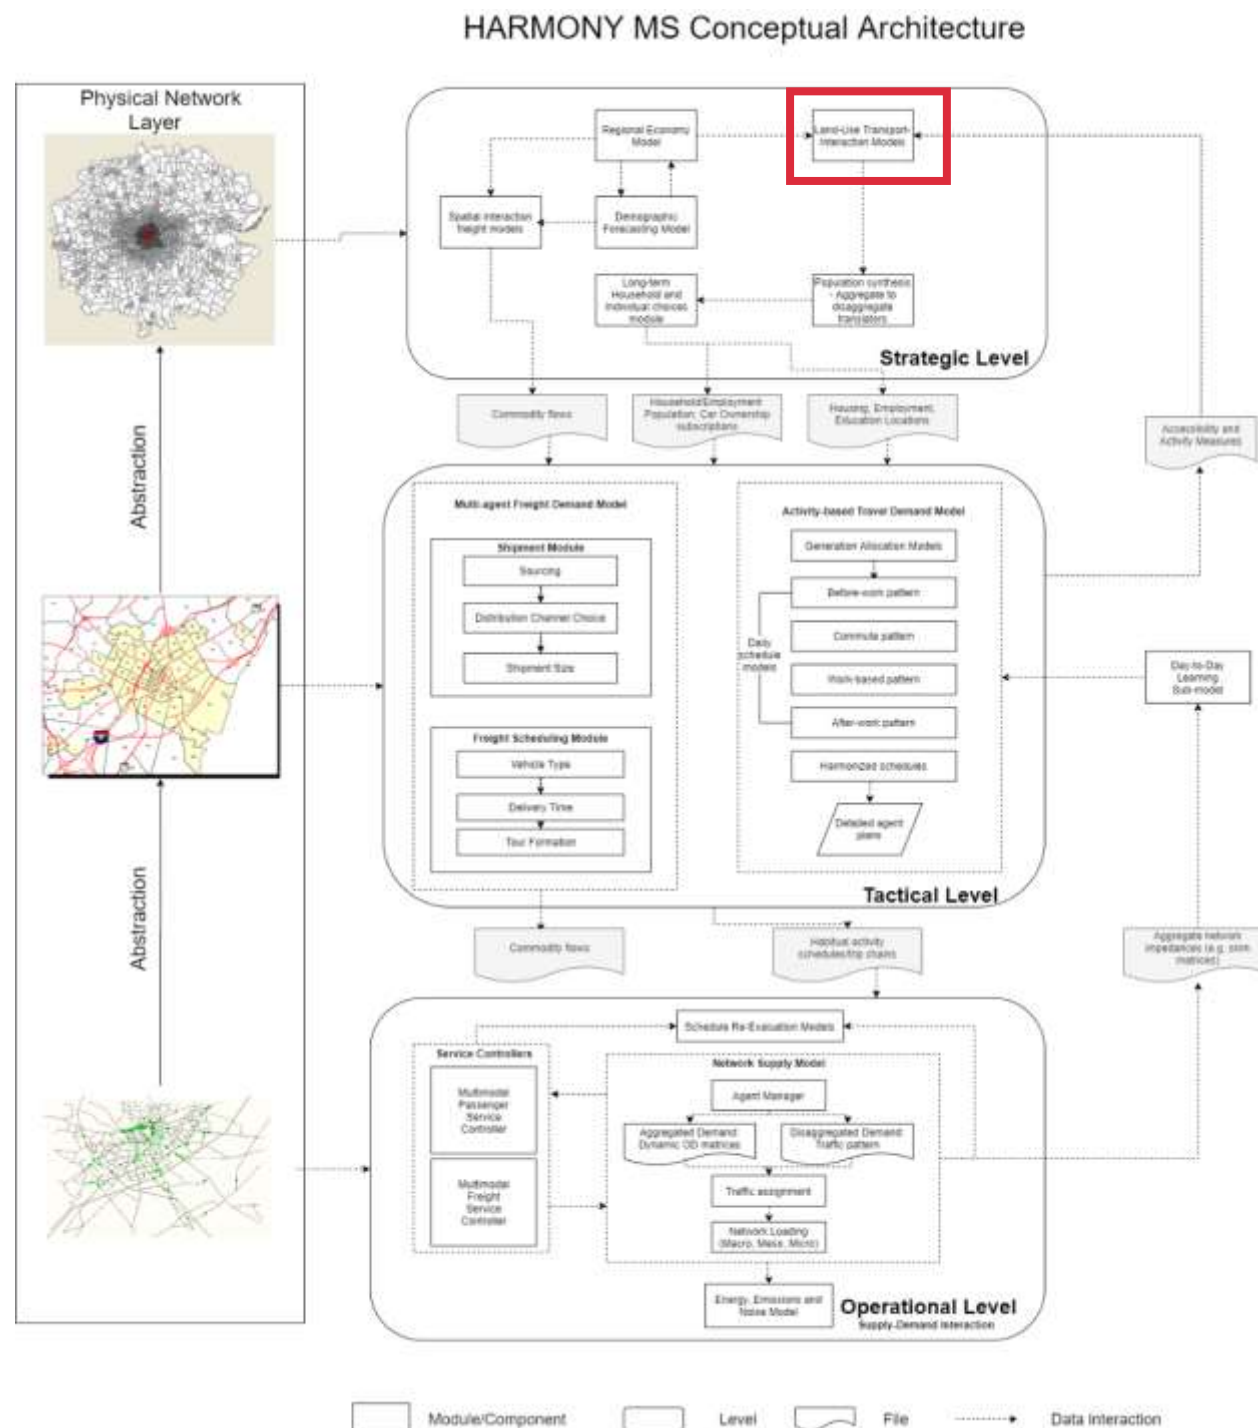 HARMONY MS Conceptual Architecture
Physical Network
Layer
Abstraction
Abstraction
Regional Economy
Model
Land-Use Transport-
Interaction Models
Spatial interaction
freight models
Demographic
Forecasting Model
Long-term
Household and
Individual choices
module
Population synthesis
- Aggregate to
disaggregate
translators
Strategic Level
Commodity flows
Household/Employment
Population, Car Ownership
subscriptions
Housing, Employment,
Education Locations
Accessibility and
Activity Measures
Multi-agent Freight Demand Model
Shipment Module
Sourcing
Distribution Channel Choice
Shipment Size
Freight Scheduling Module
Vehicle Type
Delivery Time
Tour Formation
Activity-based Travel Demand Model
Generation Allocation Models
Before-work pattern
Commute pattern
Daily
schedule
models
Work-based pattern
After-work pattern
Harmonized schedules
Detailed agent
plans
Day-to-Day
Learning
Sub-model
Tactical Level
Commodity flows
Habitual activity
schedules/trip chains
Aggregate network
impedances (e.g. skim
matrices)
Schedule Re-Evaluation Models
Service Controllers
Multimodal
Passenger
Service
Controller
Multimodal
Freight
Service
Controller
Network Supply Model
Agent Manager
Aggregated Demand
Dynamic OD matrices
Disaggregated Demand
Traffic pattern
Traffic assignment
Network Loading
(Macro, Meso, Micro)
Energy, Emissions and
Noise Model
Operational Level
Supply-Demand Interaction
Module/Component
Level
File
Data Interaction